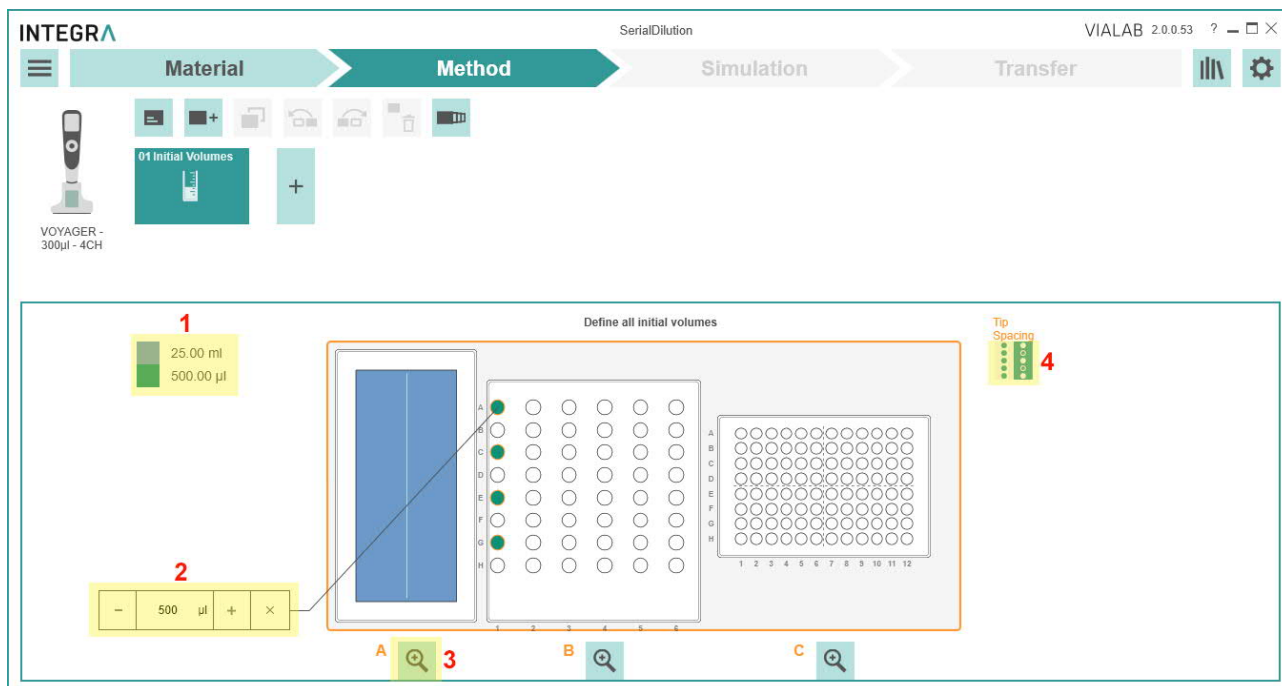 INTEGRA
SerialDilution
VIALAB 2.0.0.53 ?
Material
Method
Simulation
Transfer
01 Initial Volumes
+
VOYAGER -
300µl - 4CH
Define all initial volumes
1
25.00 ml
500.00 µl
Tip
Spacing
4
A
B
C
D
E
F
G
H
1 2 3 4 5 6
A
B
C
D
E
F
G
H
1 2 3 4 5 6 7 8 9 10 11 12
2
− 500 µl + ×
A
3
B
C